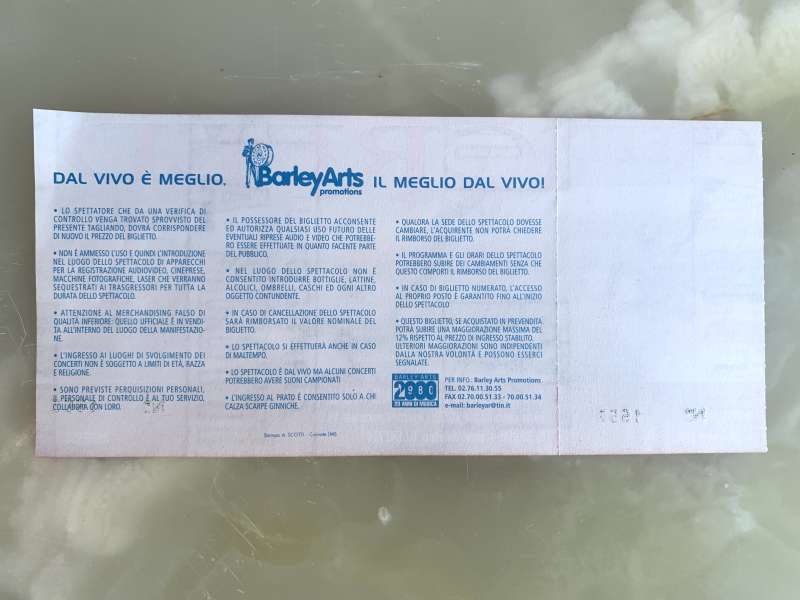 DAL VIVO È MEGLIO.
BarleyArts
promotions
IL MEGLIO DAL VIVO!
• LO SPETTATORE CHE DA UNA VERIFICA DI
CONTROLLO VENGA TROVATO SPROVVISTO DEL
PRESENTE TAGLIANDO, DOVRÀ CORRISPONDERE
DI NUOVO IL PREZZO DEL BIGLIETTO.
• NON È AMMESSO L'USO E QUINDI L'INTRODUZIONE
NEL LUOGO DELLO SPETTACOLO DI APPARECCHI
PER LA REGISTRAZIONE AUDIOVIDEO, CINEPRESE,
MACCHINE FOTOGRAFICHE, LASER CHE VERRANNO
SEQUESTRATI AI TRASGRESSORI PER TUTTA LA
DURATA DELLO SPETTACOLO.
• ATTENZIONE AL MERCHANDISING FALSO DI
QUALITÀ INFERIORE: QUELLO UFFICIALE È IN VENDI-
TA ALL'INTERNO DEL LUOGO DELLA MANIFESTAZIO-
NE.
• L'INGRESSO AI LUOGHI DI SVOLGIMENTO DEI
CONCERTI NON È SOGGETTO A LIMITI DI ETÀ, RAZZA
E RELIGIONE.
• SONO PREVISTE PERQUISIZIONI PERSONALI,
IL PERSONALE DI CONTROLLO È AL TUO SERVIZIO,
COLLABORA CON LORO.
• IL POSSESSORE DEL BIGLIETTO ACCONSENTE
ED AUTORIZZA QUALSIASI USO FUTURO DELLE
EVENTUALI RIPRESE AUDIO E VIDEO CHE POTREBBE-
RO ESSERE EFFETTUATE IN QUANTO FACENTE PARTE
DEL PUBBLICO.
• NEL LUOGO DELLO SPETTACOLO NON È
CONSENTITO INTRODURRE BOTTIGLIE, LATTINE,
ALCOLICI, OMBRELLI, CASCHI ED OGNI ALTRO
OGGETTO CONTUNDENTE.
• IN CASO DI CANCELLAZIONE DELLO SPETTACOLO
SARÀ RIMBORSATO IL VALORE NOMINALE DEL
BIGLIETTO.
• LO SPETTACOLO SI EFFETTUERÀ ANCHE IN CASO
DI MALTEMPO.
• LO SPETTACOLO È DAL VIVO MA ALCUNI CONCERTI
POTREBBERO AVERE SUONI CAMPIONATI
• L'INGRESSO AL PRATO È CONSENTITO SOLO A CHI
CALZA SCARPE GINNICHE.
• QUALORA LA SEDE DELLO SPETTACOLO DOVESSE
CAMBIARE, L'ACQUIRENTE NON POTRÀ CHIEDERE
IL RIMBORSO DEL BIGLIETTO.
• IL PROGRAMMA E GLI ORARI DELLO SPETTACOLO
POTREBBERO SUBIRE DEI CAMBIAMENTI SENZA CHE
QUESTO COMPORTI IL RIMBORSO DEL BIGLIETTO.
• IN CASO DI BIGLIETTO NUMERATO, L'ACCESSO
AL PROPRIO POSTO È GARANTITO FINO ALL'INIZIO
DELLO SPETTACOLO
• QUESTO BIGLIETTO, SE ACQUISTATO IN PREVENDITA
POTRÀ SUBIRE UNA MAGGIORAZIONE MASSIMA DEL
12% RISPETTO AL PREZZO DI INGRESSO STABILITO.
ULTERIORI MAGGIORAZIONI SONO INDIPENDENTI
DALLA NOSTRA VOLONTÀ E POSSONO ESSERCI
SEGNALATE.
BARLEY ARTS
20 ANNI DI MUSICA
PER INFO: Barley Arts Promotions
TEL. 02.76.11.30.55
FAX 02.70.00.51.33 - 70.00.51.34
e-mail: barleyar@tin.it
Stampa: A. SCOTTI